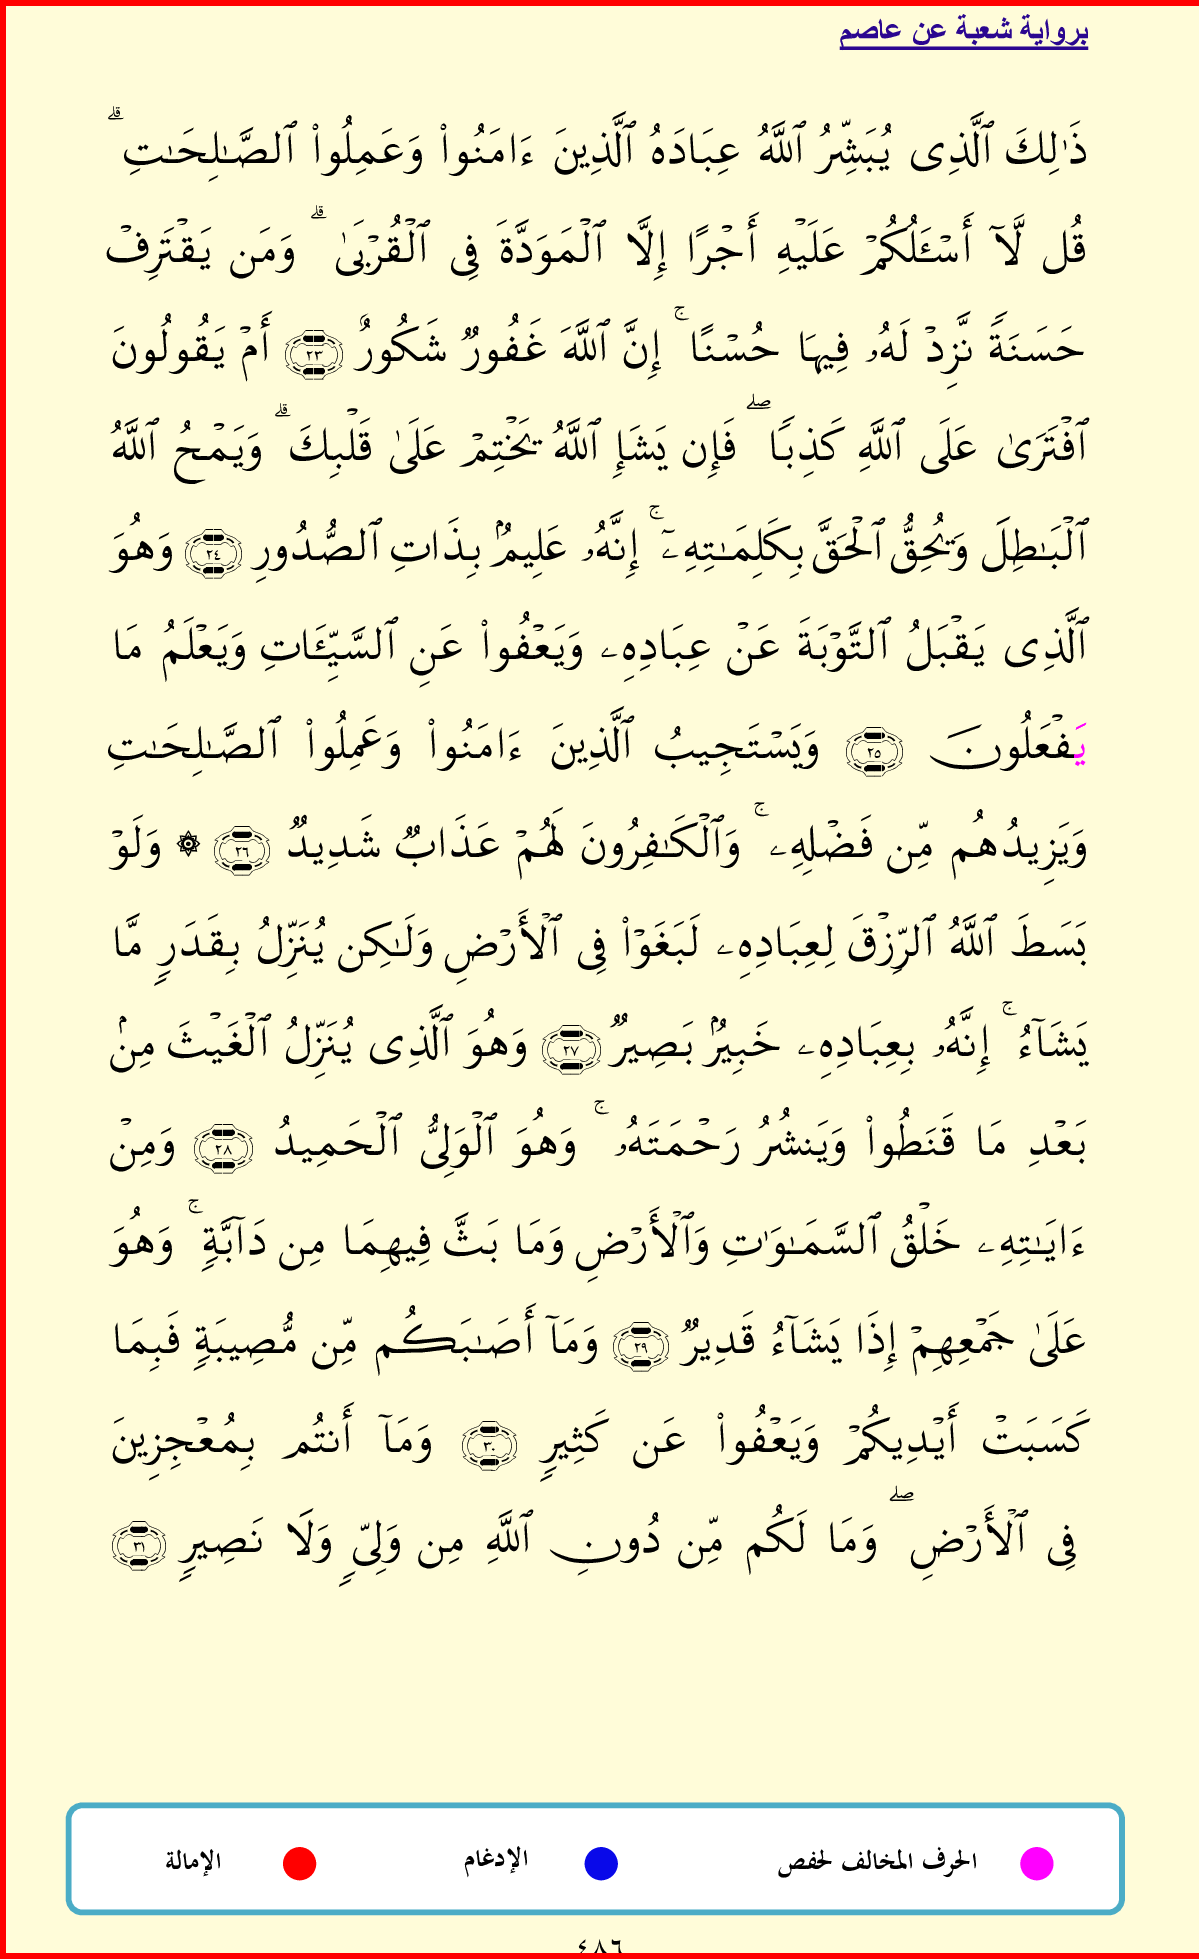 برواية شعبة عن عاصم
ذَٰلِكَ ٱلَّذِى يُبَشِّرُ ٱللَّهُ عِبَادَهُ ٱلَّذِينَ ءَامَنُوا۟ وَعَمِلُوا۟ ٱلصَّـٰلِحَـٰتِ ۗ
قُل لَّآ أَسْـَٔلُكُمْ عَلَيْهِ أَجْرًا إِلَّا ٱلْمَوَدَّةَ فِى ٱلْقُرْبَىٰ ۗ وَمَن يَقْتَرِفْ
حَسَنَةً نَّزِدْ لَهُۥ فِيهَا حُسْنًا ۚ إِنَّ ٱللَّهَ غَفُورٌ شَكُورٌ ٢٣ أَمْ يَقُولُونَ
ٱفْتَرَىٰ عَلَى ٱللَّهِ كَذِبًا ۖ فَإِن يَشَإِ ٱللَّهُ يَخْتِمْ عَلَىٰ قَلْبِكَ ۗ وَيَمْحُ ٱللَّهُ
ٱلْبَـٰطِلَ وَيُحِقُّ ٱلْحَقَّ بِكَلِمَـٰتِهِۦٓ ۚ إِنَّهُۥ عَلِيمٌۢ بِذَاتِ ٱلصُّدُورِ ٢٤ وَهُوَ
ٱلَّذِى يَقْبَلُ ٱلتَّوْبَةَ عَنْ عِبَادِهِۦ وَيَعْفُوا۟ عَنِ ٱلسَّيِّـَٔاتِ وَيَعْلَمُ مَا
يَفْعَلُونَ ٢٥ وَيَسْتَجِيبُ ٱلَّذِينَ ءَامَنُوا۟ وَعَمِلُوا۟ ٱلصَّـٰلِحَـٰتِ
وَيَزِيدُهُم مِّن فَضْلِهِۦ ۚ وَٱلْكَـٰفِرُونَ لَهُمْ عَذَابٌ شَدِيدٌ ٢٦ ۞ وَلَوْ
بَسَطَ ٱللَّهُ ٱلرِّزْقَ لِعِبَادِهِۦ لَبَغَوْا۟ فِى ٱلْأَرْضِ وَلَـٰكِن يُنَزِّلُ بِقَدَرٍ مَّا
يَشَآءُ ۚ إِنَّهُۥ بِعِبَادِهِۦ خَبِيرٌۢ بَصِيرٌ ٢٧ وَهُوَ ٱلَّذِى يُنَزِّلُ ٱلْغَيْثَ مِنۢ
بَعْدِ مَا قَنَطُوا۟ وَيَنشُرُ رَحْمَتَهُۥ ۚ وَهُوَ ٱلْوَلِىُّ ٱلْحَمِيدُ ٢٨ وَمِنْ
ءَايَـٰتِهِۦ خَلْقُ ٱلسَّمَـٰوَٰتِ وَٱلْأَرْضِ وَمَا بَثَّ فِيهِمَا مِن دَآبَّةٍ ۚ وَهُوَ
عَلَىٰ جَمْعِهِمْ إِذَا يَشَآءُ قَدِيرٌ ٢٩ وَمَآ أَصَـٰبَكُم مِّن مُّصِيبَةٍ فَبِمَا
كَسَبَتْ أَيْدِيكُمْ وَيَعْفُوا۟ عَن كَثِيرٍ ٣٠ وَمَآ أَنتُم بِمُعْجِزِينَ
فِى ٱلْأَرْضِ ۖ وَمَا لَكُم مِّن دُونِ ٱللَّهِ مِن وَلِىٍّ وَلَا نَصِيرٍ ٣١
الحرف المخالف لحفص الإدغام الإمالة
٤٨٦